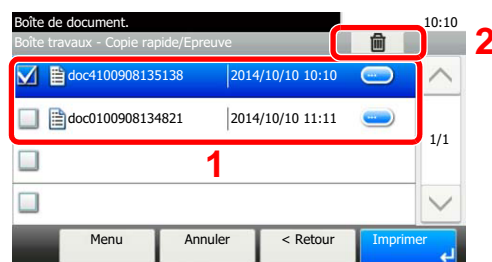 Boîte de document. 10:10
Boîte travaux - Copie rapide/Epreuve
2
doc4100908135138 2014/10/10 10:10
doc0100908134821 2014/10/10 11:11
1/1
1
Menu Annuler < Retour Imprimer